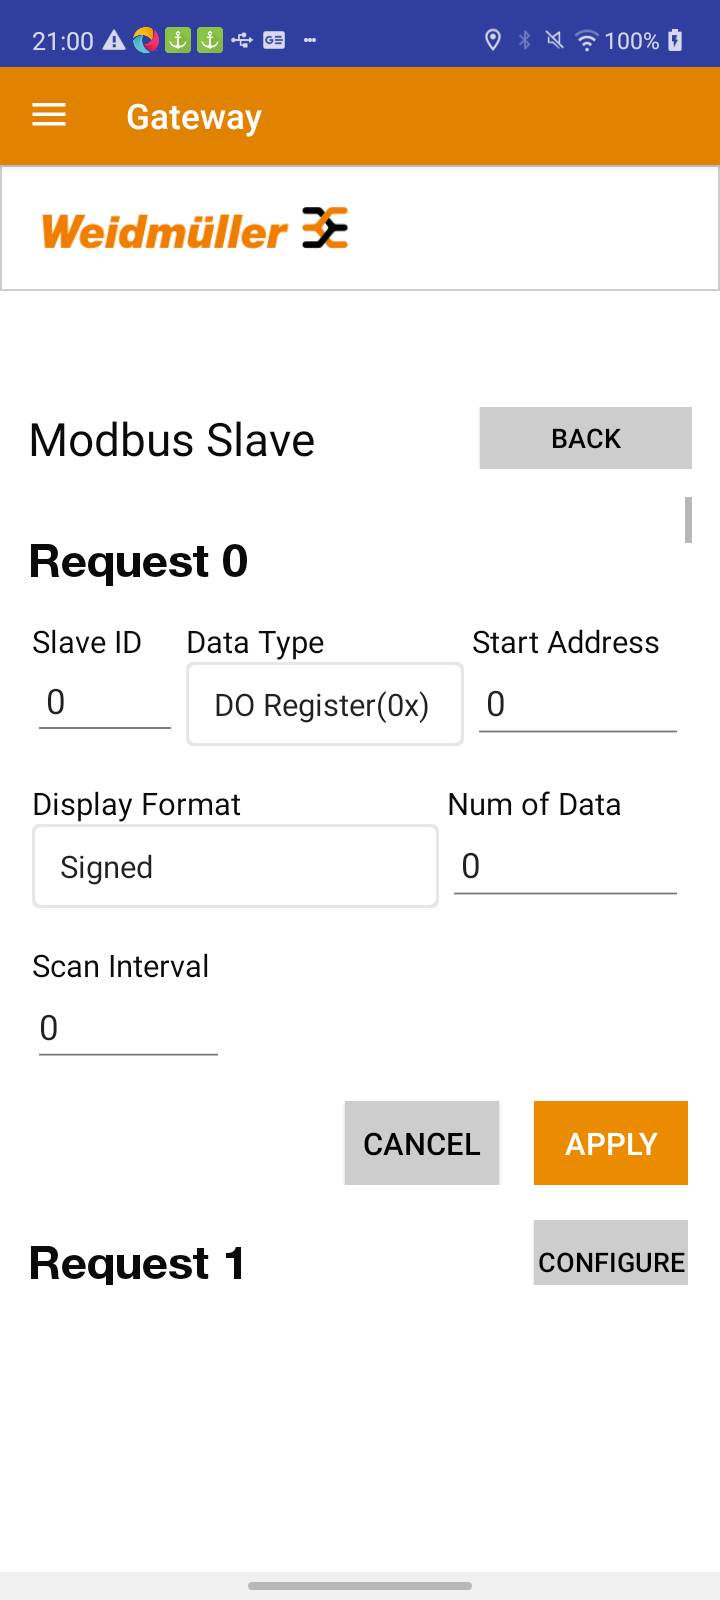 21:00 100%
Gateway
Weidmüller
Modbus Slave BACK
Request 0
Slave ID Data Type Start Address
0 DO Register(0x) 0
Display Format Num of Data
Signed 0
Scan Interval
0
CANCEL APPLY
Request 1 CONFIGURE